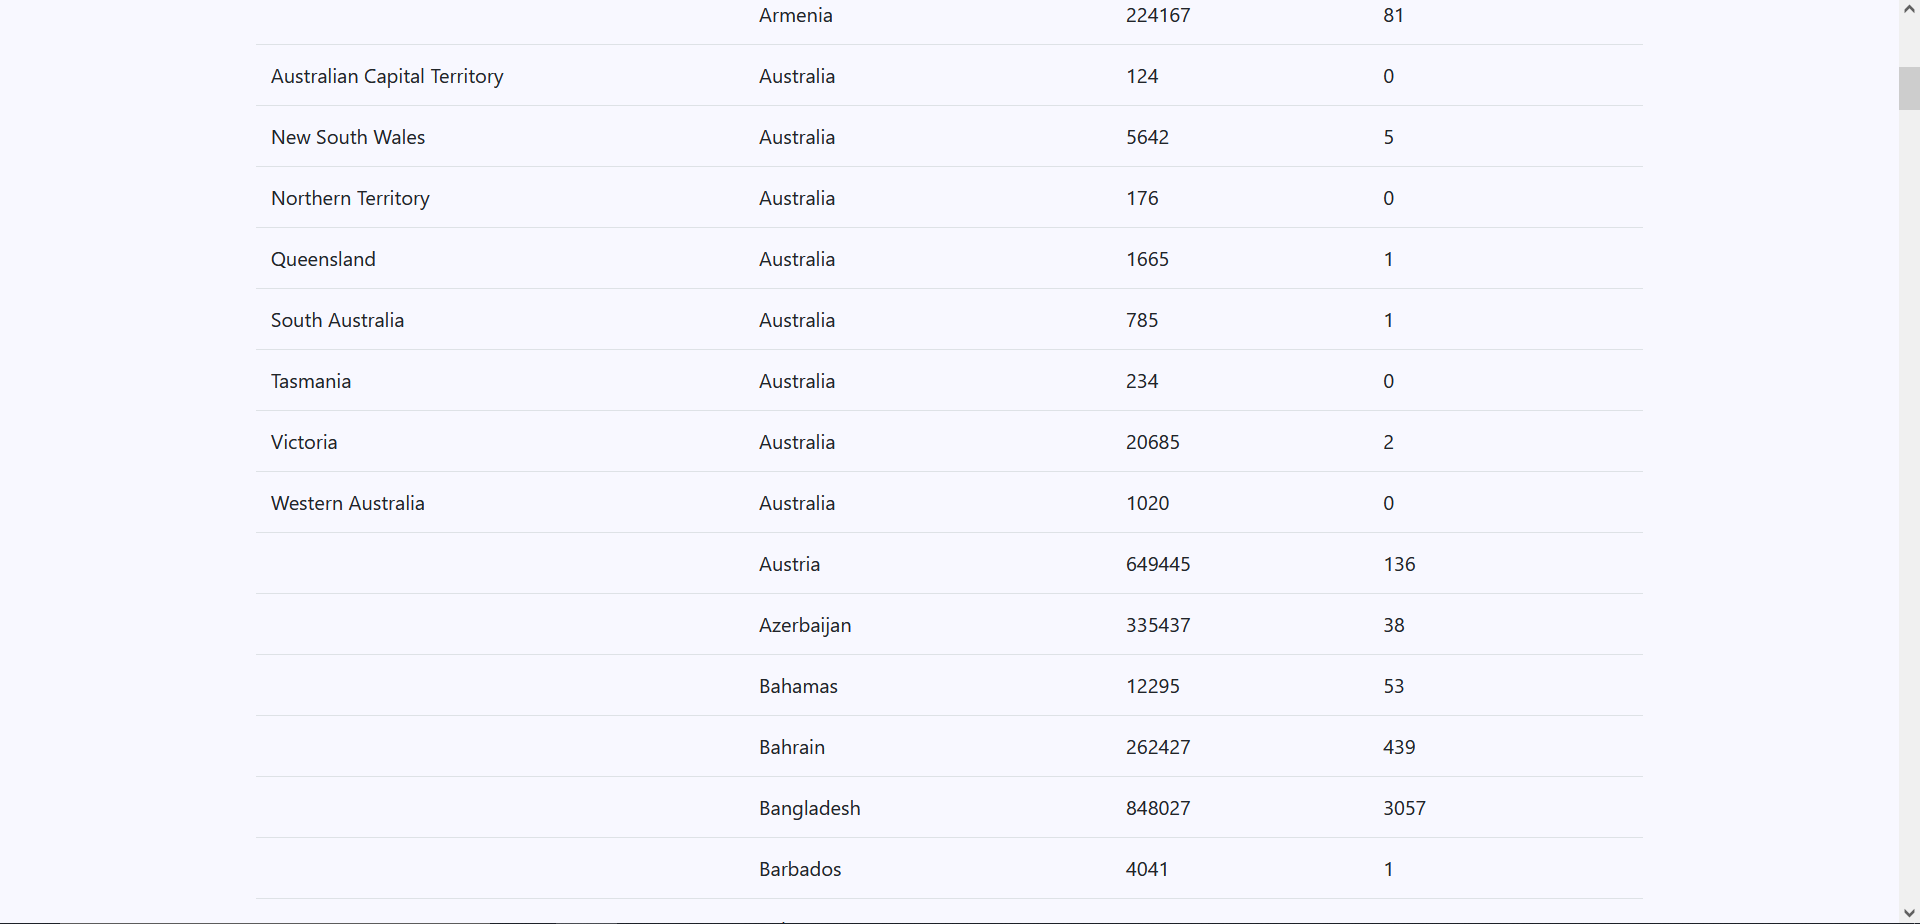 Armenia 224167 81
Australian Capital Territory Australia 124 0
New South Wales Australia 5642 5
Northern Territory Australia 176 0
Queensland Australia 1665 1
South Australia Australia 785 1
Tasmania Australia 234 0
Victoria Australia 20685 2
Western Australia Australia 1020 0
Austria 649445 136
Azerbaijan 335437 38
Bahamas 12295 53
Bahrain 262427 439
Bangladesh 848027 3057
Barbados 4041 1